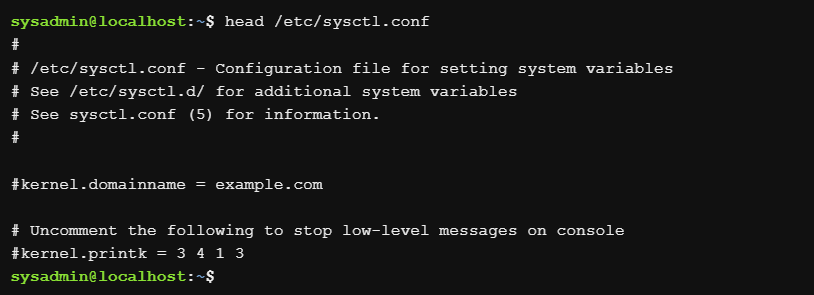 sysadmin@localhost:~$ head /etc/sysctl.conf
#
# /etc/sysctl.conf - Configuration file for setting system variables
# See /etc/sysctl.d/ for additional system variables
# See sysctl.conf (5) for information.
#
#kernel.domainname = example.com
# Uncomment the following to stop low-level messages on console
#kernel.printk = 3 4 1 3
sysadmin@localhost:~$